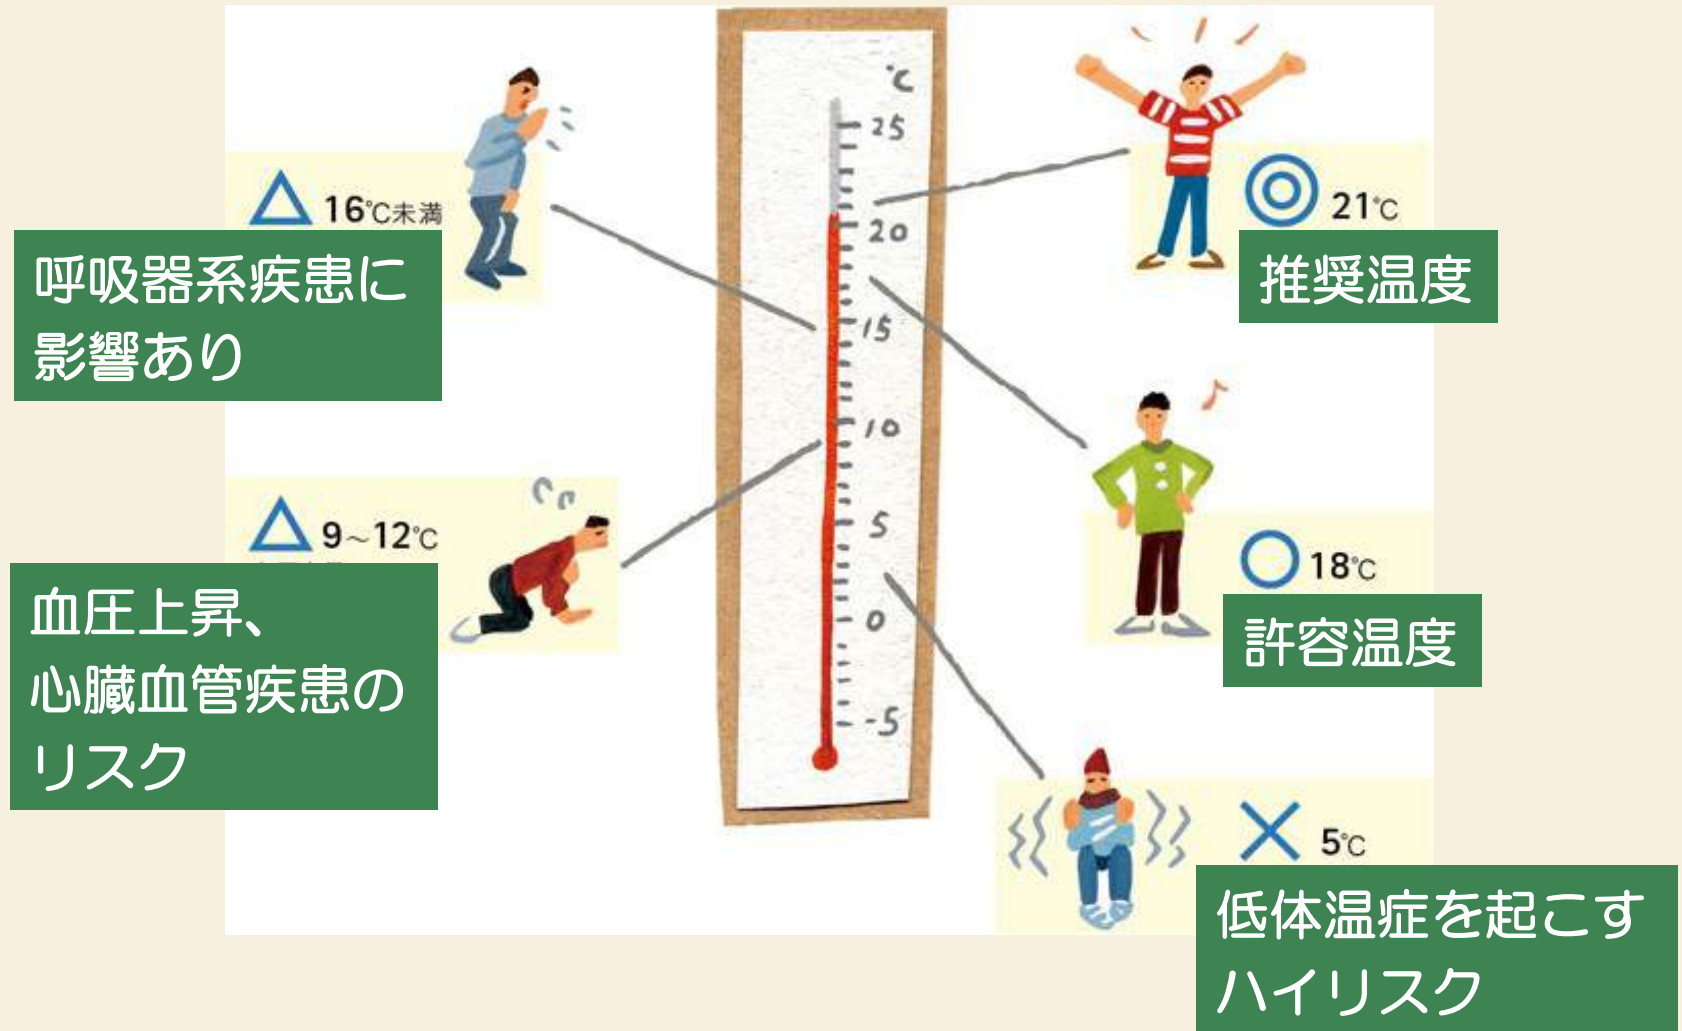 ℃
25
20
15
10
5
0
-5
△ 16℃未満
呼吸器系疾患に
影響あり
△ 9～12℃
血圧上昇、
心臓血管疾患の
リスク
◎ 21℃
推奨温度
○ 18℃
許容温度
× 5℃
低体温症を起こす
ハイリスク